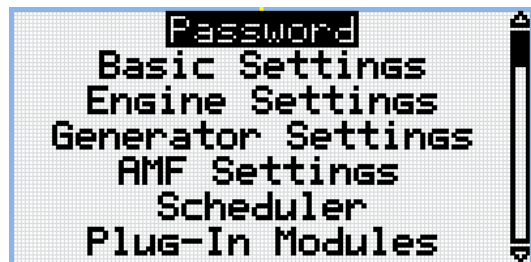 Password
Basic Settings
Engine Settings
Generator Settings
AMF Settings
Scheduler
Plug-In Modules